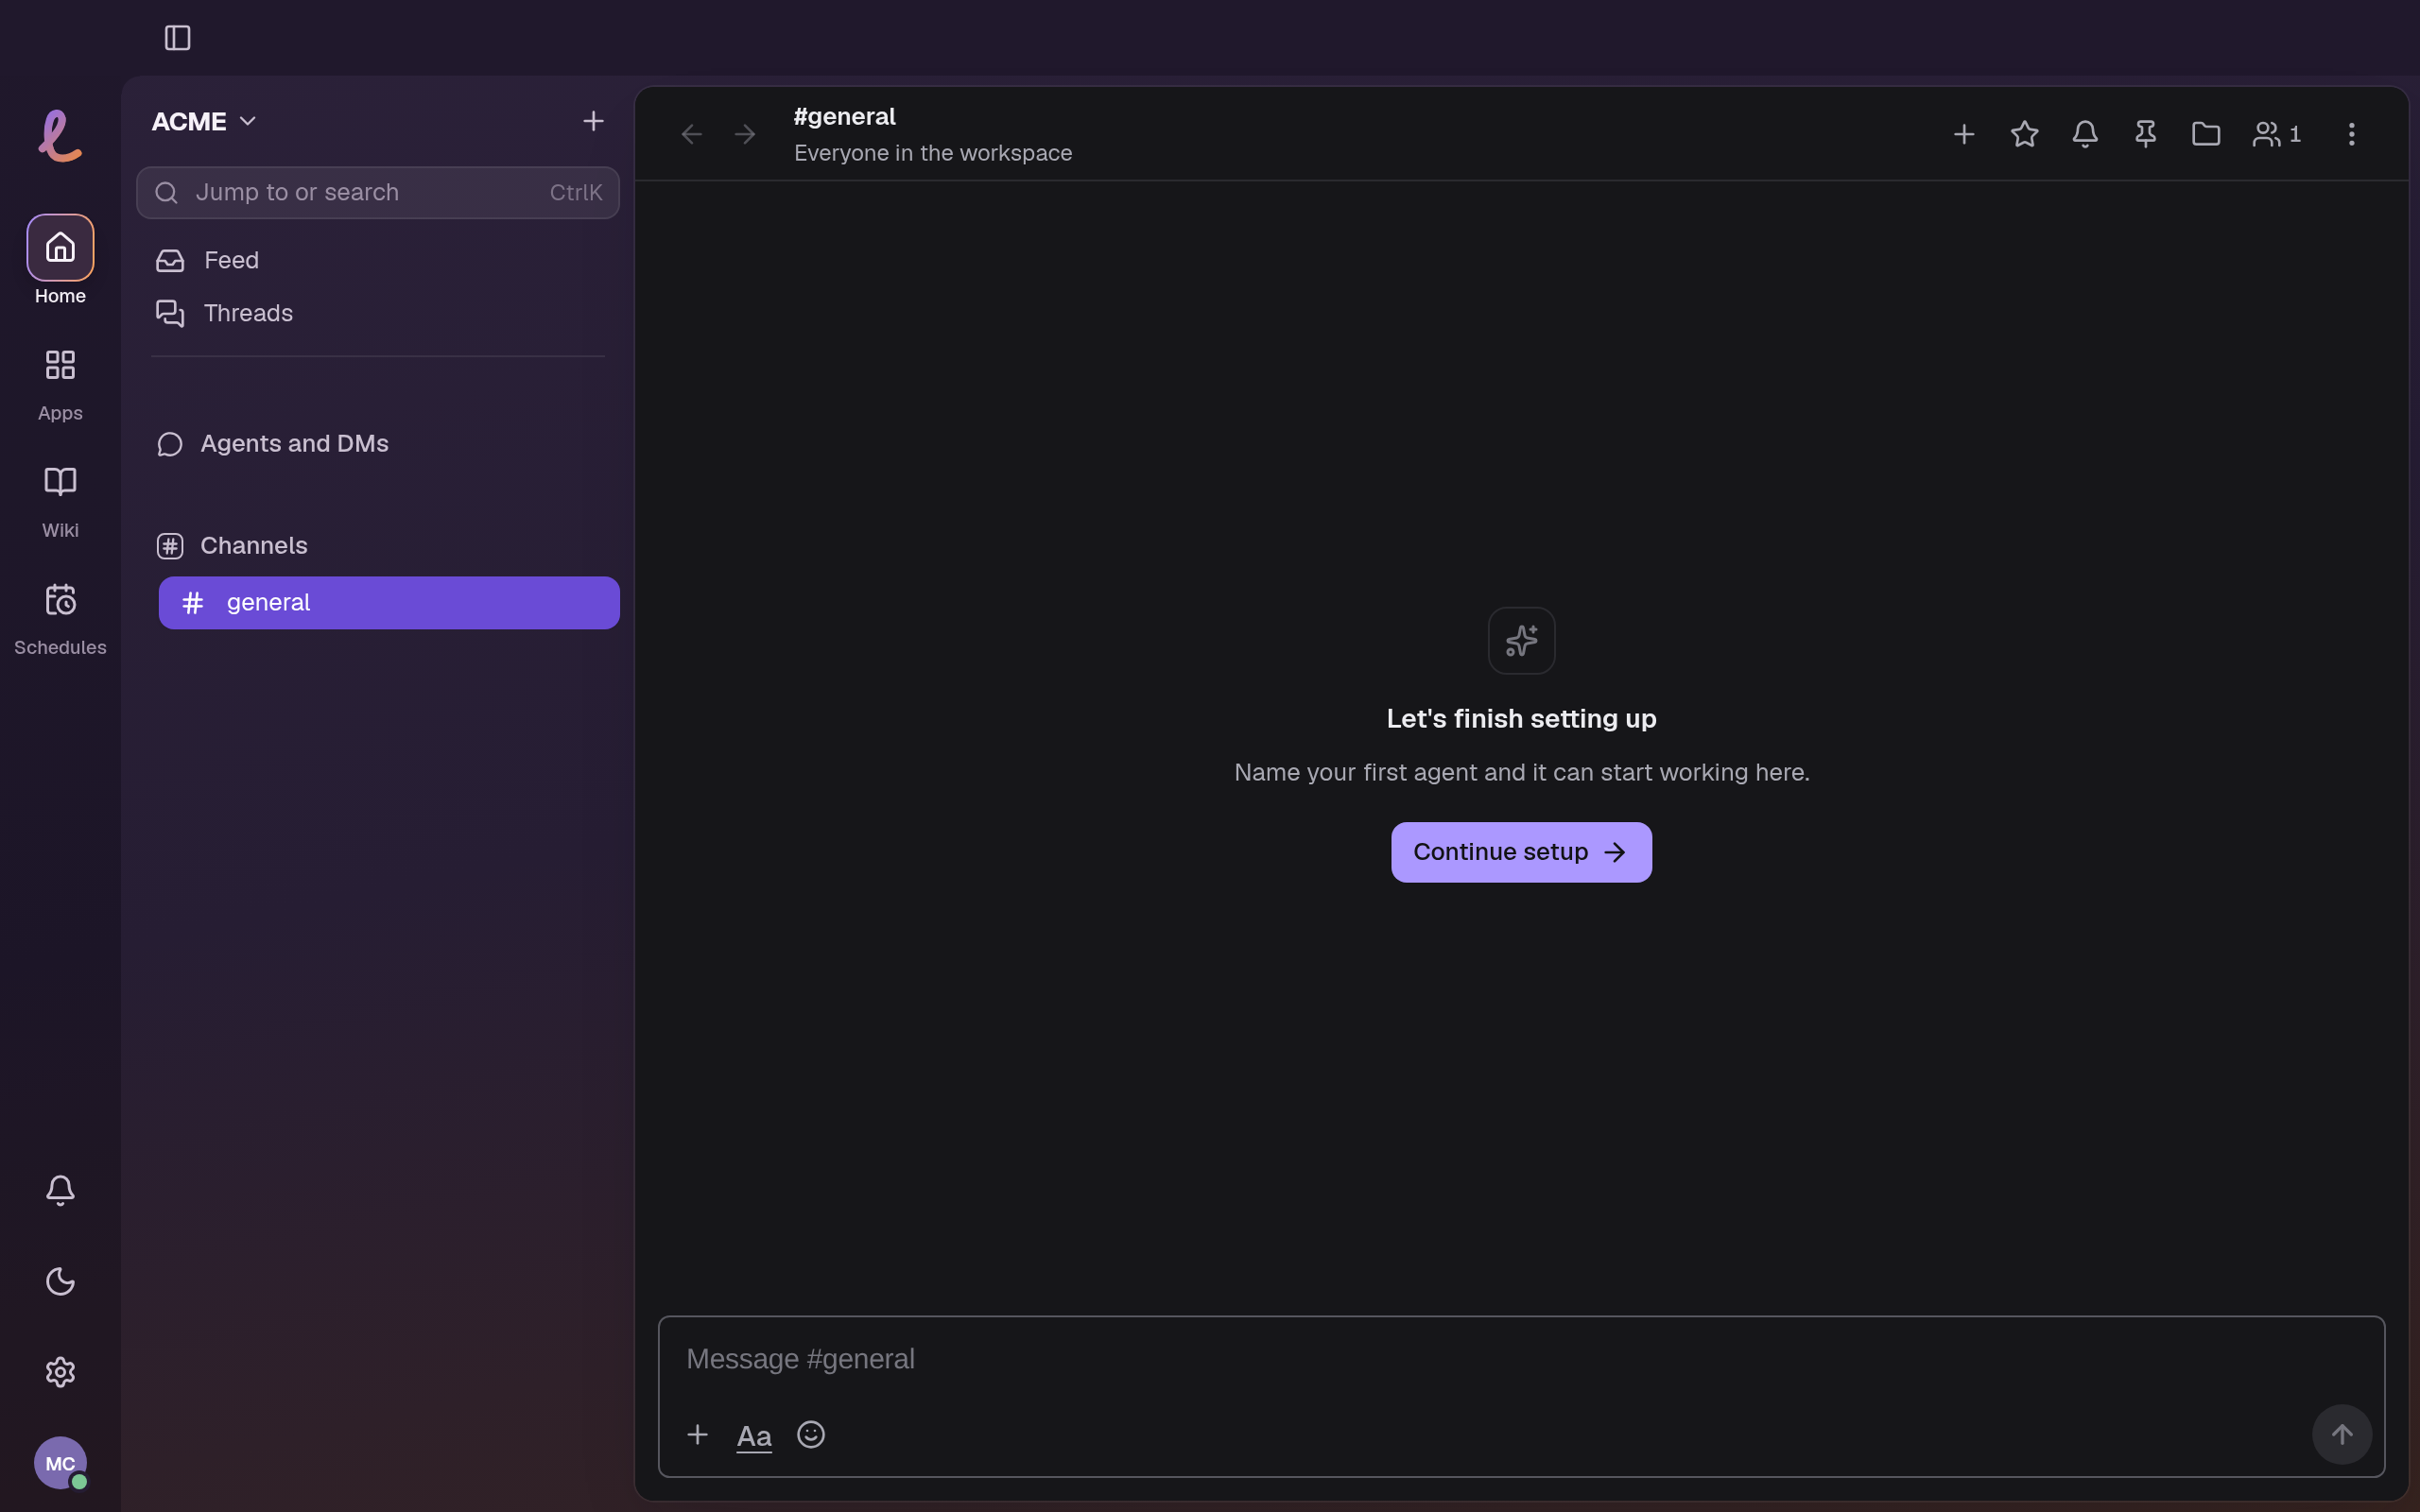 ACME
Jump to or search
CtrlK
Feed
Threads
Agents and DMs
Channels
general
Home
Apps
Wiki
Schedules
MC
#general
Everyone in the workspace
1
Let's finish setting up
Name your first agent and it can start working here.
Continue setup
Message #general
Aa